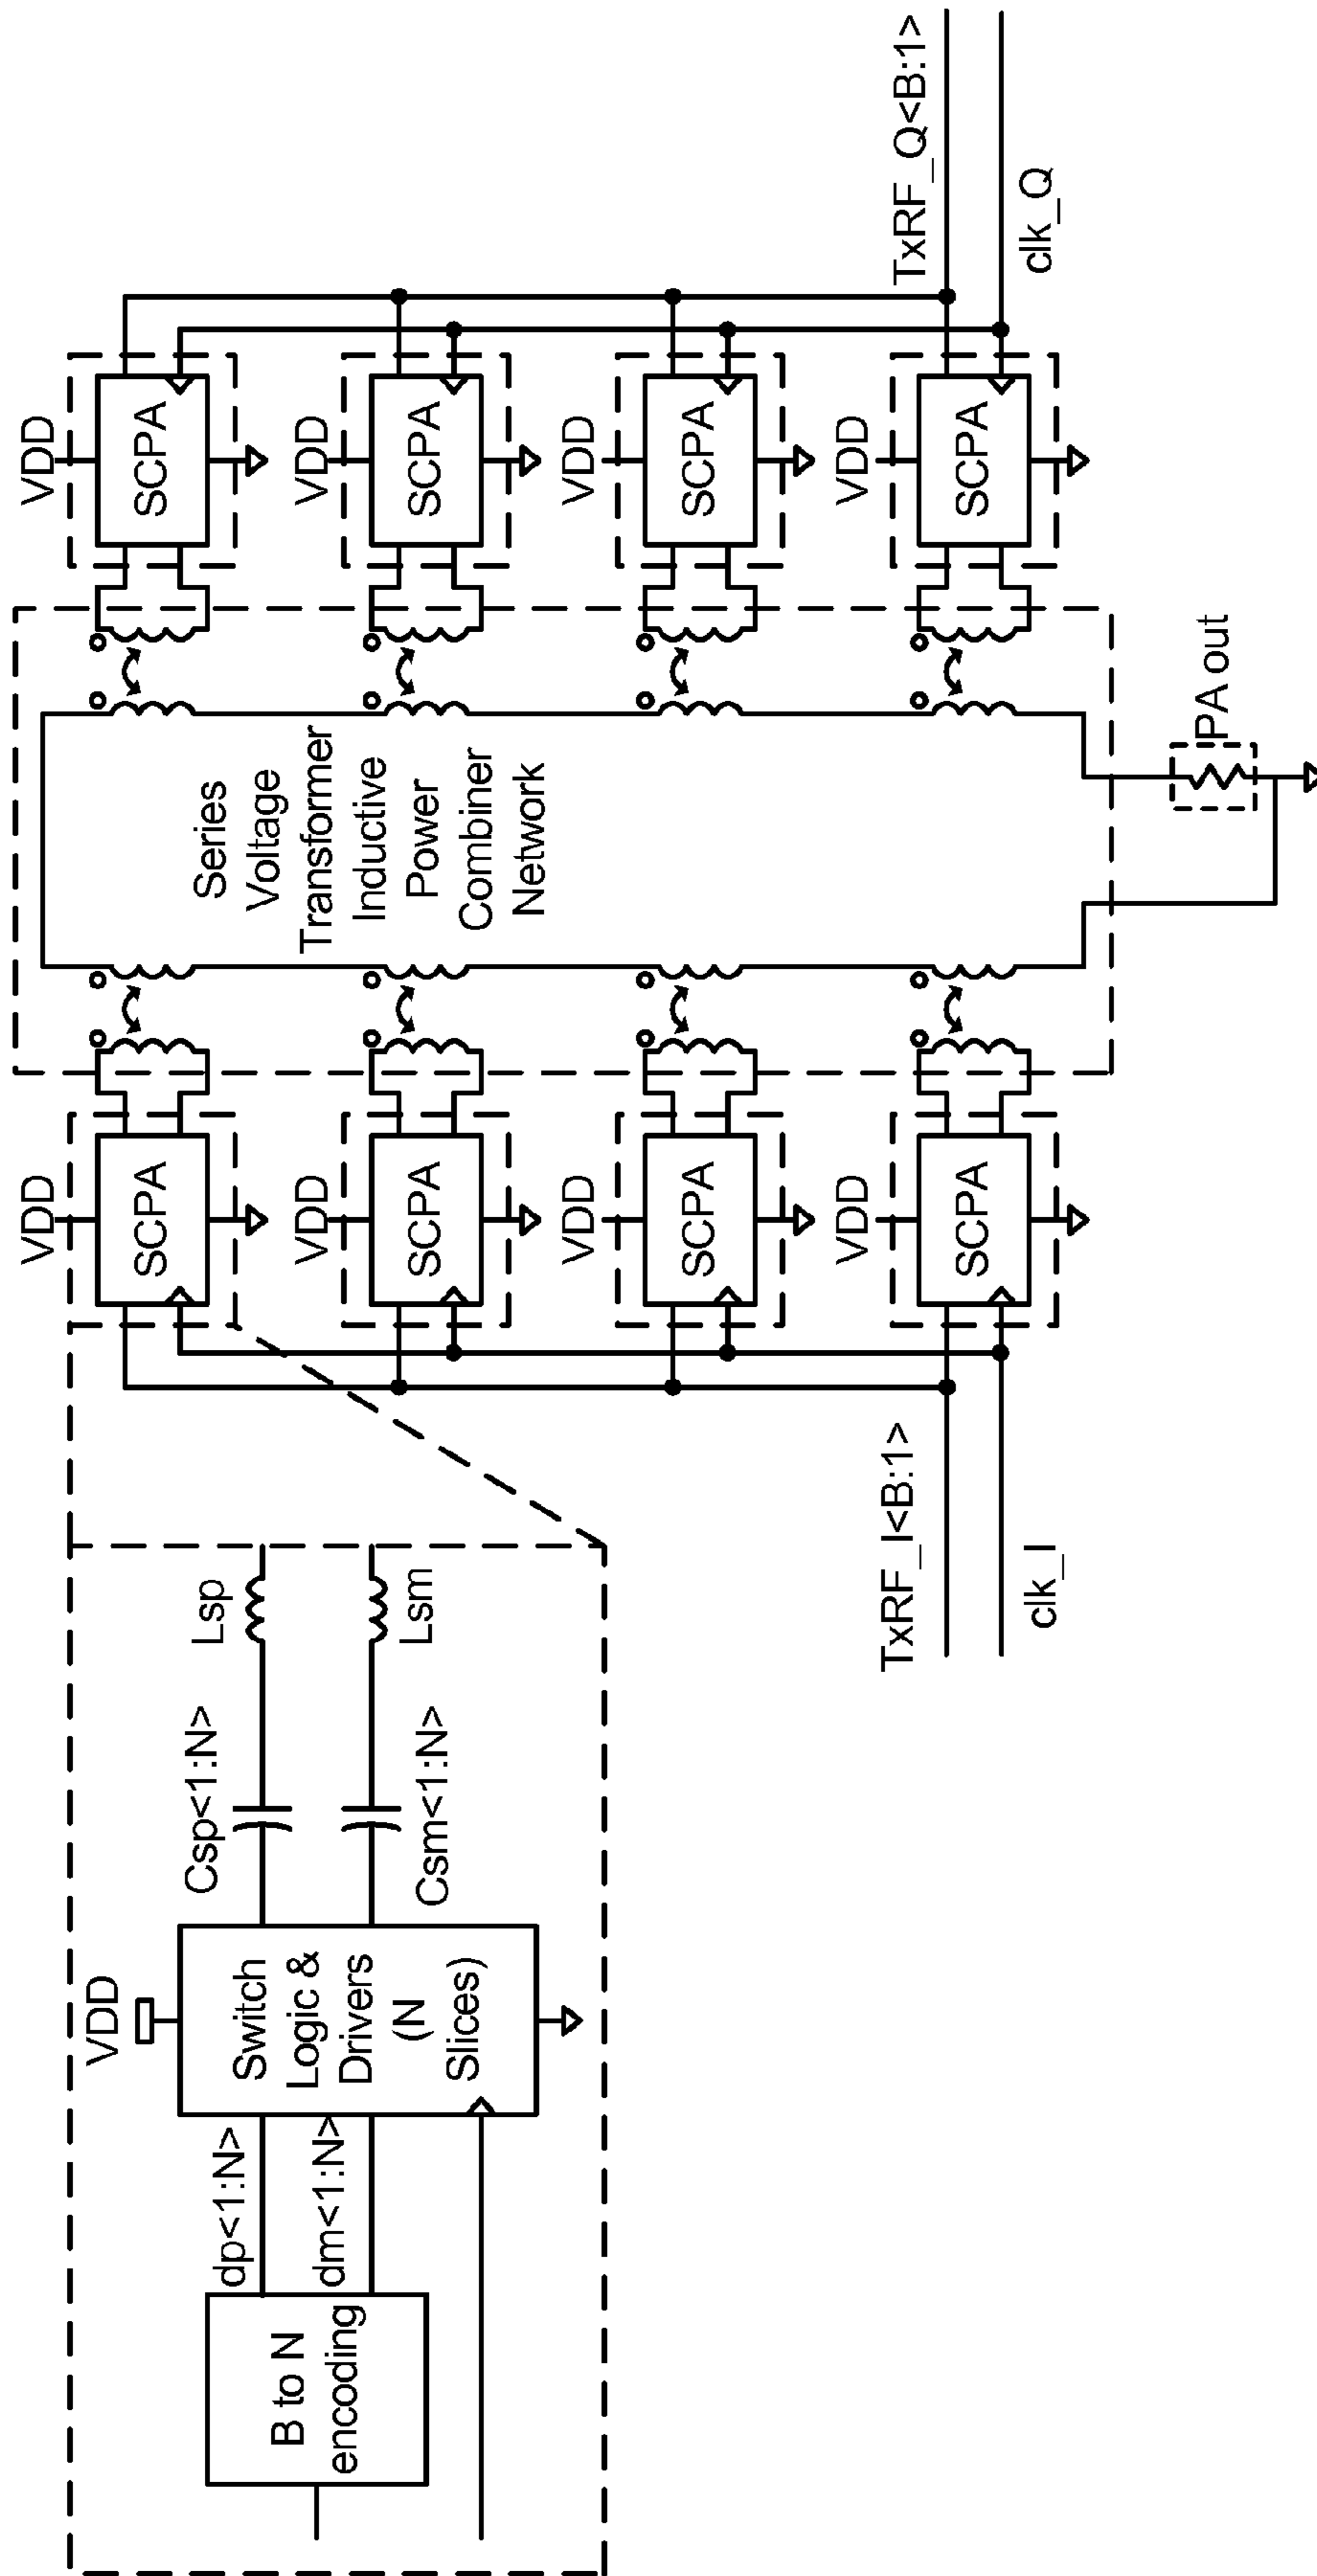 VDD
B to N
encoding
dp<1:N>
dm<1:N>
Switch
Logic &
Drivers
(N
Slices)
Csp<1:N>
Csm<1:N>
Lsp
Lsm
TxRF_I<B:1>
clk_I
VDD
SCPA
VDD
SCPA
VDD
SCPA
VDD
SCPA
Series
Voltage
Transformer
Inductive
Power
Combiner
Network
PA out
VDD
SCPA
VDD
SCPA
VDD
SCPA
VDD
SCPA
TxRF_Q<B:1>
clk_Q